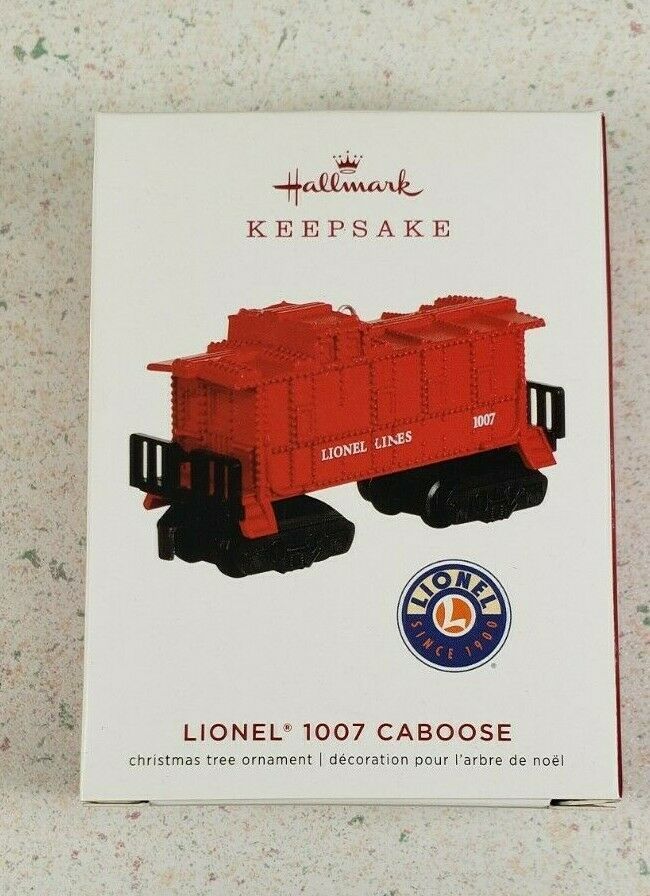 Hallmark
KEEPSAKE
1007
LIONEL LINES
LIONEL
L
SINCE 1900
®
LIONEL® 1007 CABOOSE
christmas tree ornament | décoration pour l'arbre de noël